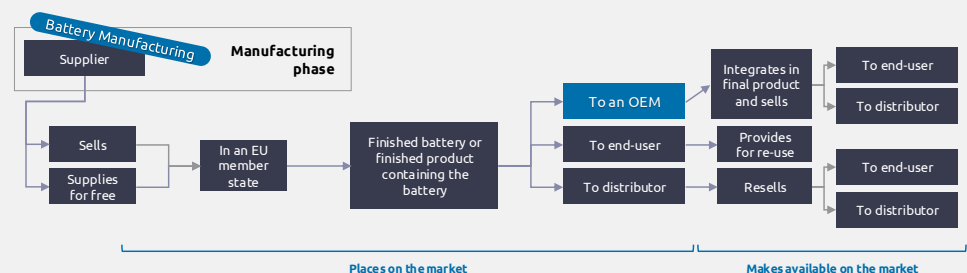 Battery Manufacturing
Supplier
Manufacturing
phase
Sells
Supplies
for free
In an EU
member
state
Finished battery or
finished product
containing the
battery
To an OEM
To end-user
To distributor
Integrates in
final product
and sells
Provides
for re-use
Resells
To end-user
To distributor
To end-user
To distributor
Places on the market
Makes available on the market